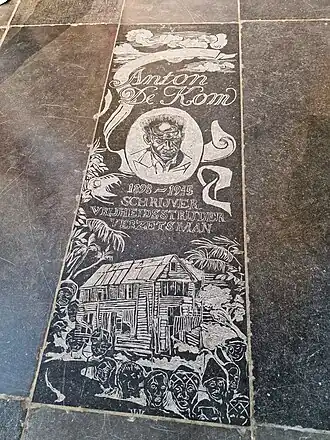 Anton
De Kom
1898 – 1945
SCHRIJVER
VRIJHEIDSSTRIJDER
VERZETSMAN